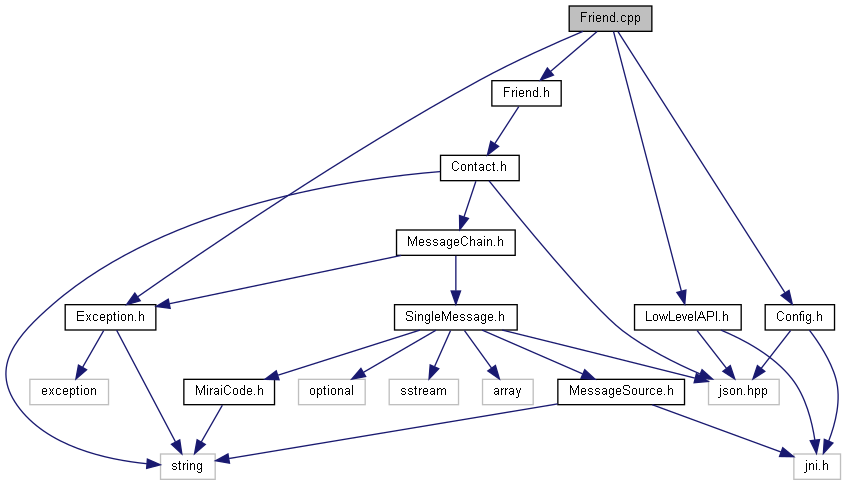 Friend.cpp
Friend.h
Contact.h
MessageChain.h
Exception.h
SingleMessage.h
LowLevelAPI.h
Config.h
exception
MiraiCode.h
optional
sstream
array
MessageSource.h
json.hpp
string
jni.h